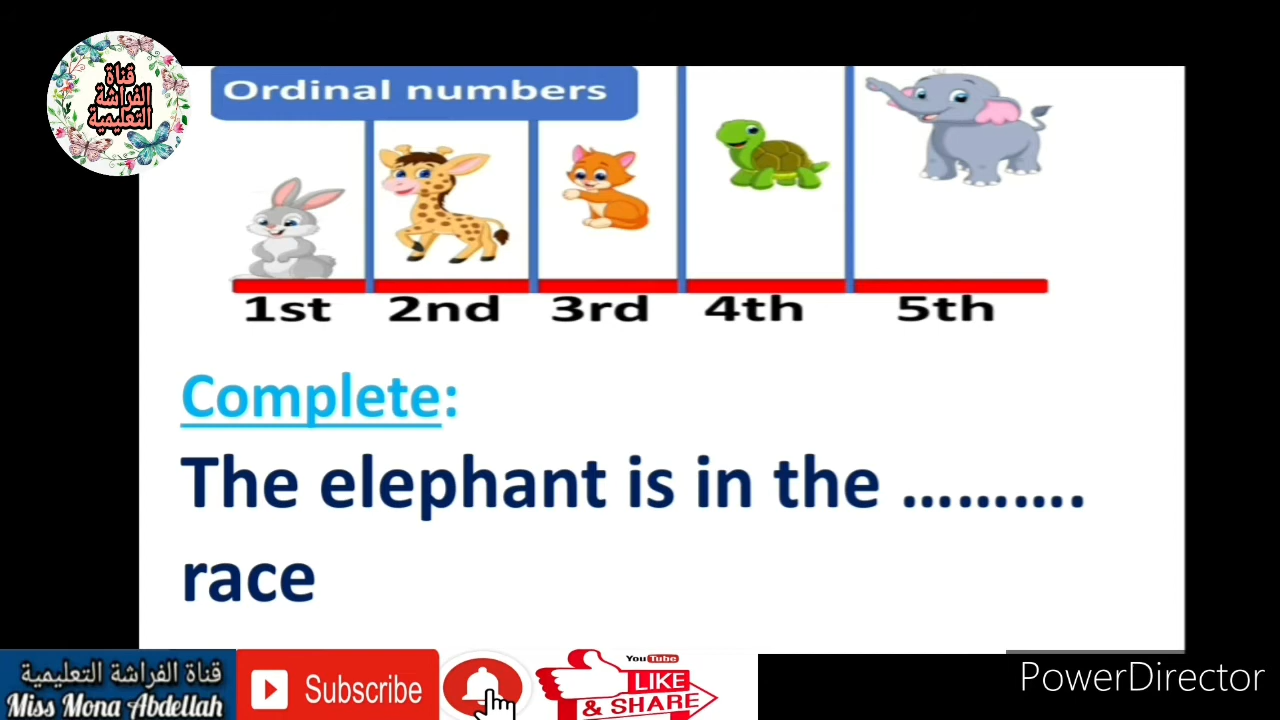 قناة
الفراشة
التعليمية
Ordinal numbers
1st 2nd 3rd 4th 5th
Complete:
The elephant is in the ……….
race
قناة الفراشة التعليمية
Miss Mona Abdellah
Subscribe
YouTube
LIKE
& SHARE
PowerDirector